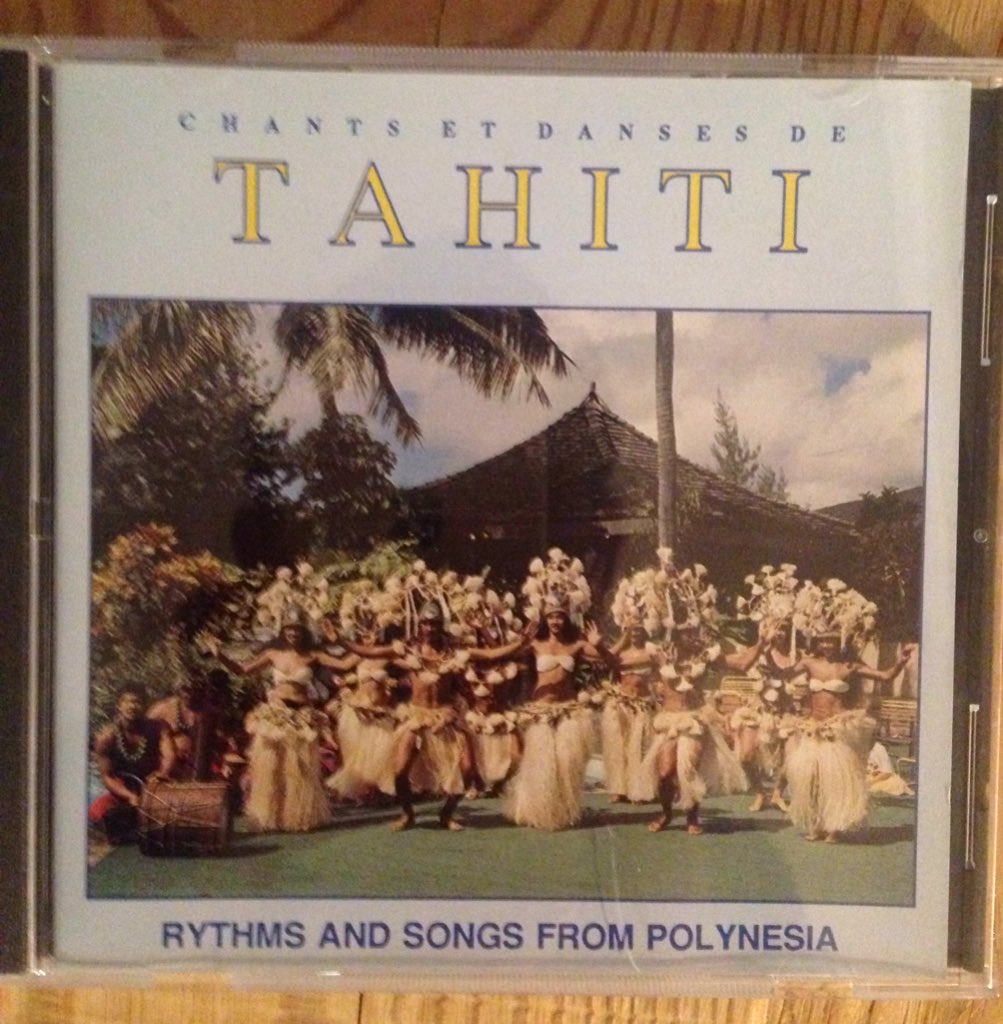 CHANTS ET DANSES DE
TAHITI
RYTHMS AND SONGS FROM POLYNESIA